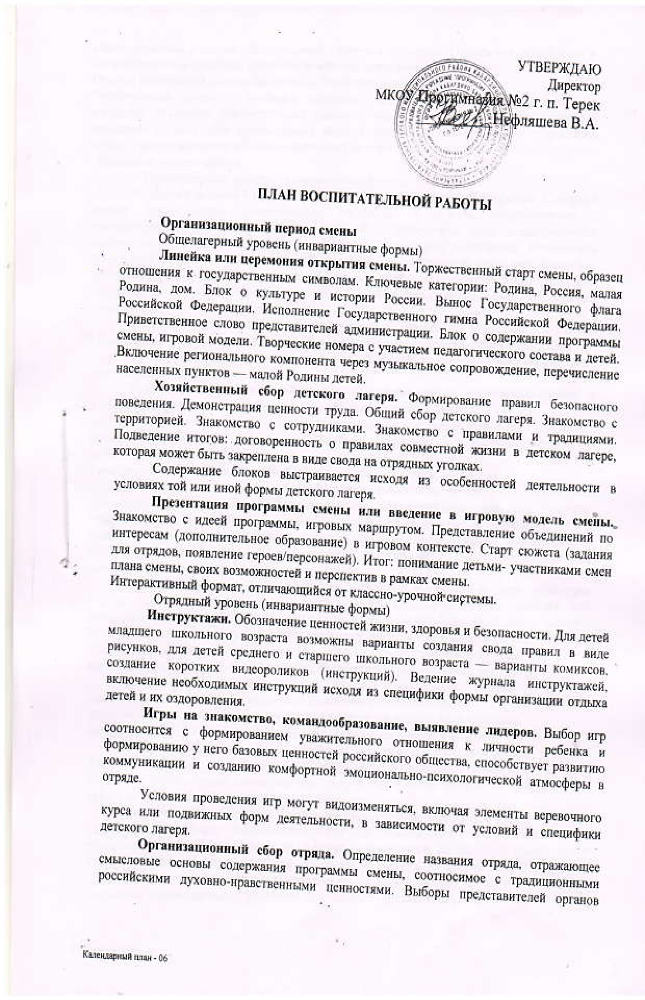 УТВЕРЖДАЮ
Директор
МКОУ Прогимназия №2 г. п. Терек
Нефляшева В.А.
ПЛАН ВОСПИТАТЕЛЬНОЙ РАБОТЫ
Организационный период смены
Общелагерный уровень (инвариантные формы)
Линейка или церемония открытия смены. Торжественный старт смены, образец
отношения к государственным символам. Ключевые категории: Родина, Россия, малая
Родина, дом. Блок о культуре и истории России. Вынос Государственного флага
Российской Федерации. Исполнение Государственного гимна Российской Федерации.
Приветственное слово представителей администрации. Блок о содержании программы
смены, игровой модели. Творческие номера с участием педагогического состава и детей.
Включение регионального компонента через музыкальное сопровождение, перечисление
населенных пунктов — малой Родины детей.
Хозяйственный сбор детского лагеря. Формирование правил безопасного
поведения. Демонстрация ценности труда. Общий сбор детского лагеря. Знакомство с
территорией. Знакомство с сотрудниками. Знакомство с правилами и традициями.
Подведение итогов: договоренность о правилах совместной жизни в детском лагере,
которая может быть закреплена в виде свода на отрядных уголках.
Содержание блоков выстраивается исходя из особенностей деятельности в
условиях той или иной формы детского лагеря.
Презентация программы смены или введение в игровую модель смены.
Знакомство с идеей программы, игровых маршрутом. Представление объединений по
интересам (дополнительное образование) в игровом контексте. Старт сюжета (задания
для отрядов, появление героев/персонажей). Итог: понимание детьми- участниками смен
плана смены, своих возможностей и перспектив в рамках смены.
Интерактивный формат, отличающийся от классно-урочной системы.
Отрядный уровень (инвариантные формы)
Инструктажи. Обозначение ценностей жизни, здоровья и безопасности. Для детей
младшего школьного возраста возможны варианты создания свода правил в виде
рисунков, для детей среднего и старшего школьного возраста — варианты комиксов,
создание коротких видеороликов (инструкций). Ведение журнала инструктажей,
включение необходимых инструкций исходя из специфики формы организации отдыха
детей и их оздоровления.
Игры на знакомство, командообразование, выявление лидеров. Выбор игр
соотносится с формированием уважительного отношения к личности ребенка и
формированию у него базовых ценностей российского общества, способствует развитию
коммуникации и созданию комфортной эмоционально-психологической атмосферы в
отряде.
Условия проведения игр могут видоизменяться, включая элементы веревочного
курса или подвижных форм деятельности, в зависимости от условий и специфики
детского лагеря.
Организационный сбор отряда. Определение названия отряда, отражающее
смысловые основы содержания программы смены, соотносимое с традиционными
российскими духовно-нравственными ценностями. Выборы представителей органов
Календарный план - 06